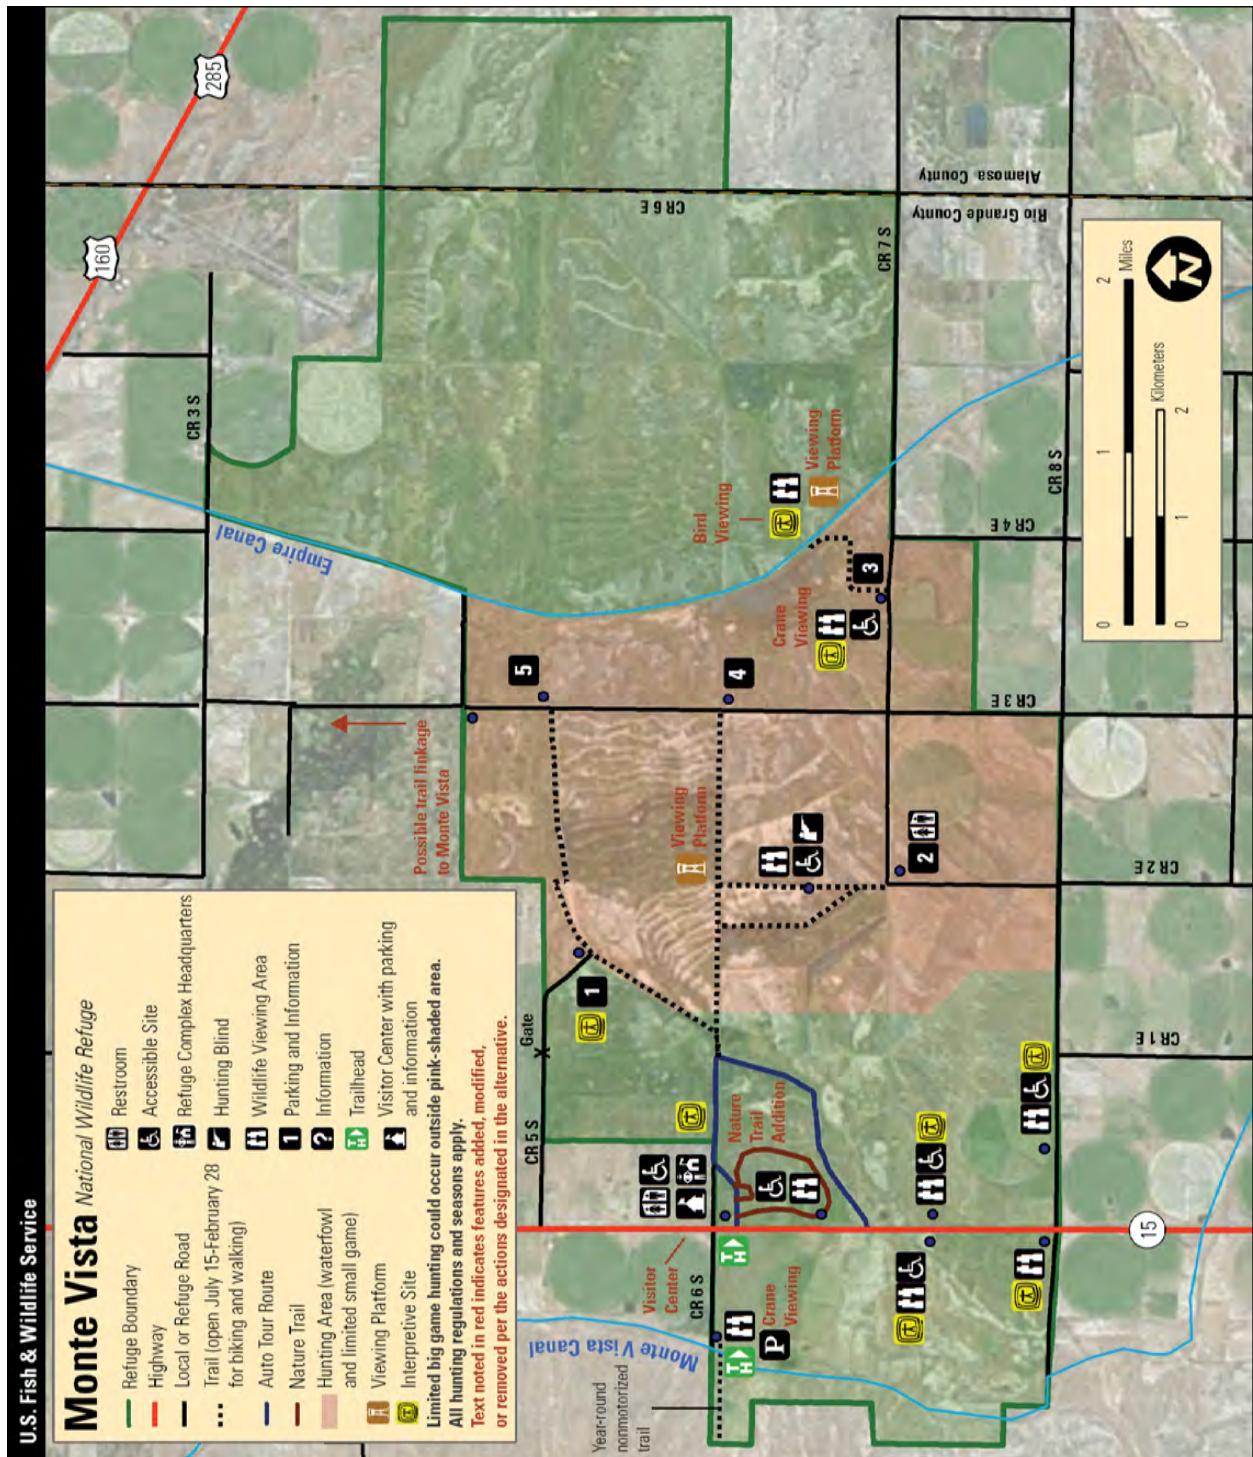 U.S. Fish & Wildlife Service
Monte Vista National Wildlife Refuge
Refuge Boundary
Highway
Local or Refuge Road
Trail (open July 15-February 28
for biking and walking)
Auto Tour Route
Nature Trail
Hunting Area (waterfowl
and limited small game)
Viewing Platform
Interpretive Site
Restroom
Accessible Site
Refuge Complex Headquarters
Hunting Blind
Wildlife Viewing Area
1 Parking and Information
? Information
TH Trailhead
Visitor Center with parking
and information
Limited big game hunting could occur outside pink-shaded area.
All hunting regulations and seasons apply.
Text noted in red indicates features added, modified,
or removed per the actions designated in the alternative.
160
285
CR 3 S
Empire Canal
Possible trail linkage
to Monte Vista
CR 5 S
Gate
1
5
4
CR 6 E
Viewing
Platform
Bird
Viewing
Viewing
Platform
Crane
Viewing
3
2
CR 7 S
Rio Grande County
Alamosa County
Year-round
nonmotorized
trail
Monte Vista Canal
CR 6 S
Visitor
Center
TH
TH
P
Crane
Viewing
Nature
Trail
Addition
15
CR 1 E
CR 2 E
CR 3 E
CR 4 E
CR 8 S
0 1 2
Miles
0 1 2
Kilometers
N